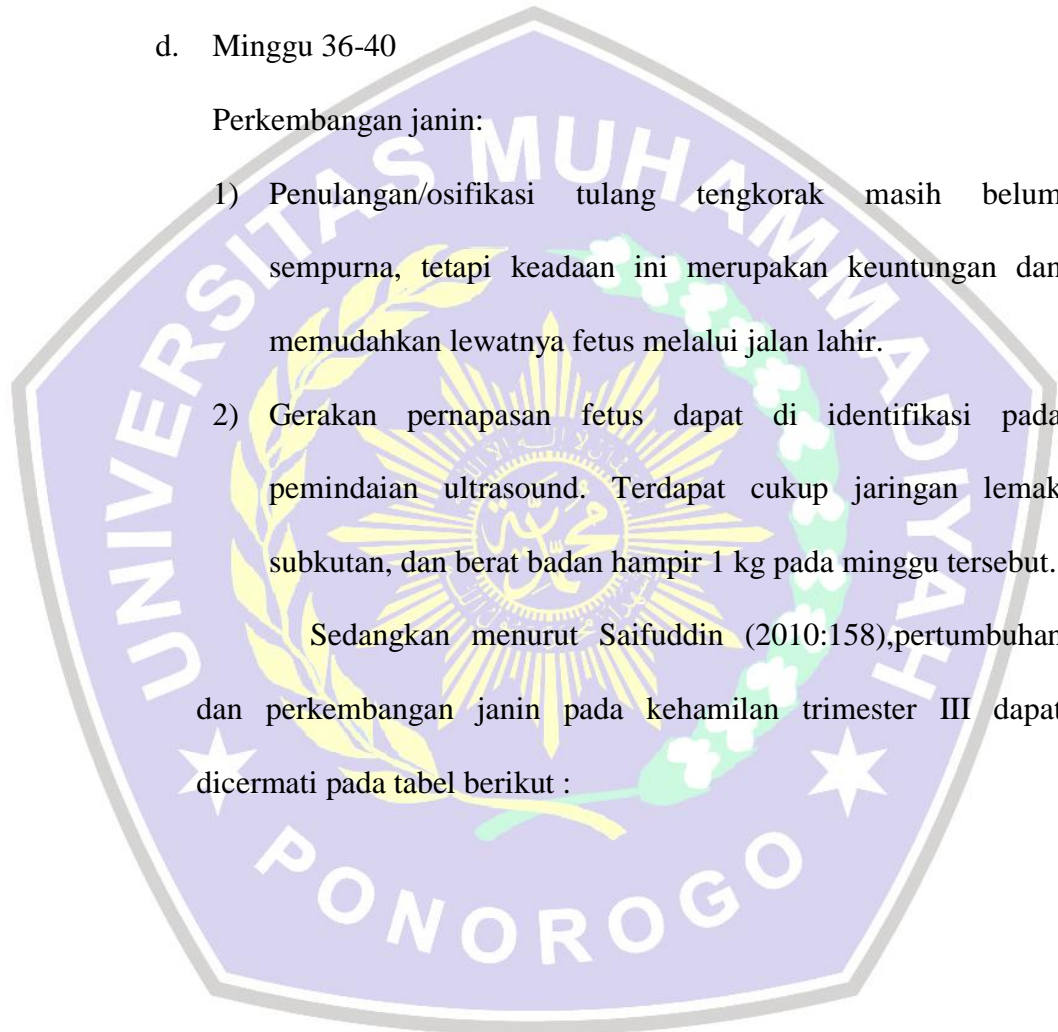 d. Minggu 36-40
Perkembangan janin:
1) Penulangan/osifikasi tulang tengkorak masih belum
sempurna, tetapi keadaan ini merupakan keuntungan dan
memudahkan lewatnya fetus melalui jalan lahir.
2) Gerakan pernapasan fetus dapat di identifikasi pada
pemindaian ultrasound. Terdapat cukup jaringan lemak
subkutan, dan berat badan hampir 1 kg pada minggu tersebut.
Sedangkan menurut Saifuddin (2010:158),pertumbuhan
dan perkembangan janin pada kehamilan trimester III dapat
dicermati pada tabel berikut :
UNIVERSITAS MUHAMMADIYAH
PONOROGO